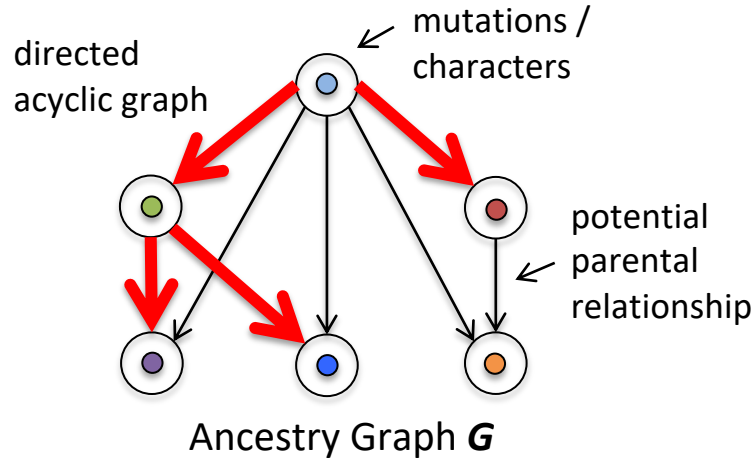 mutations /
characters
directed
acyclic graph
potential
parental
relationship
Ancestry Graph G